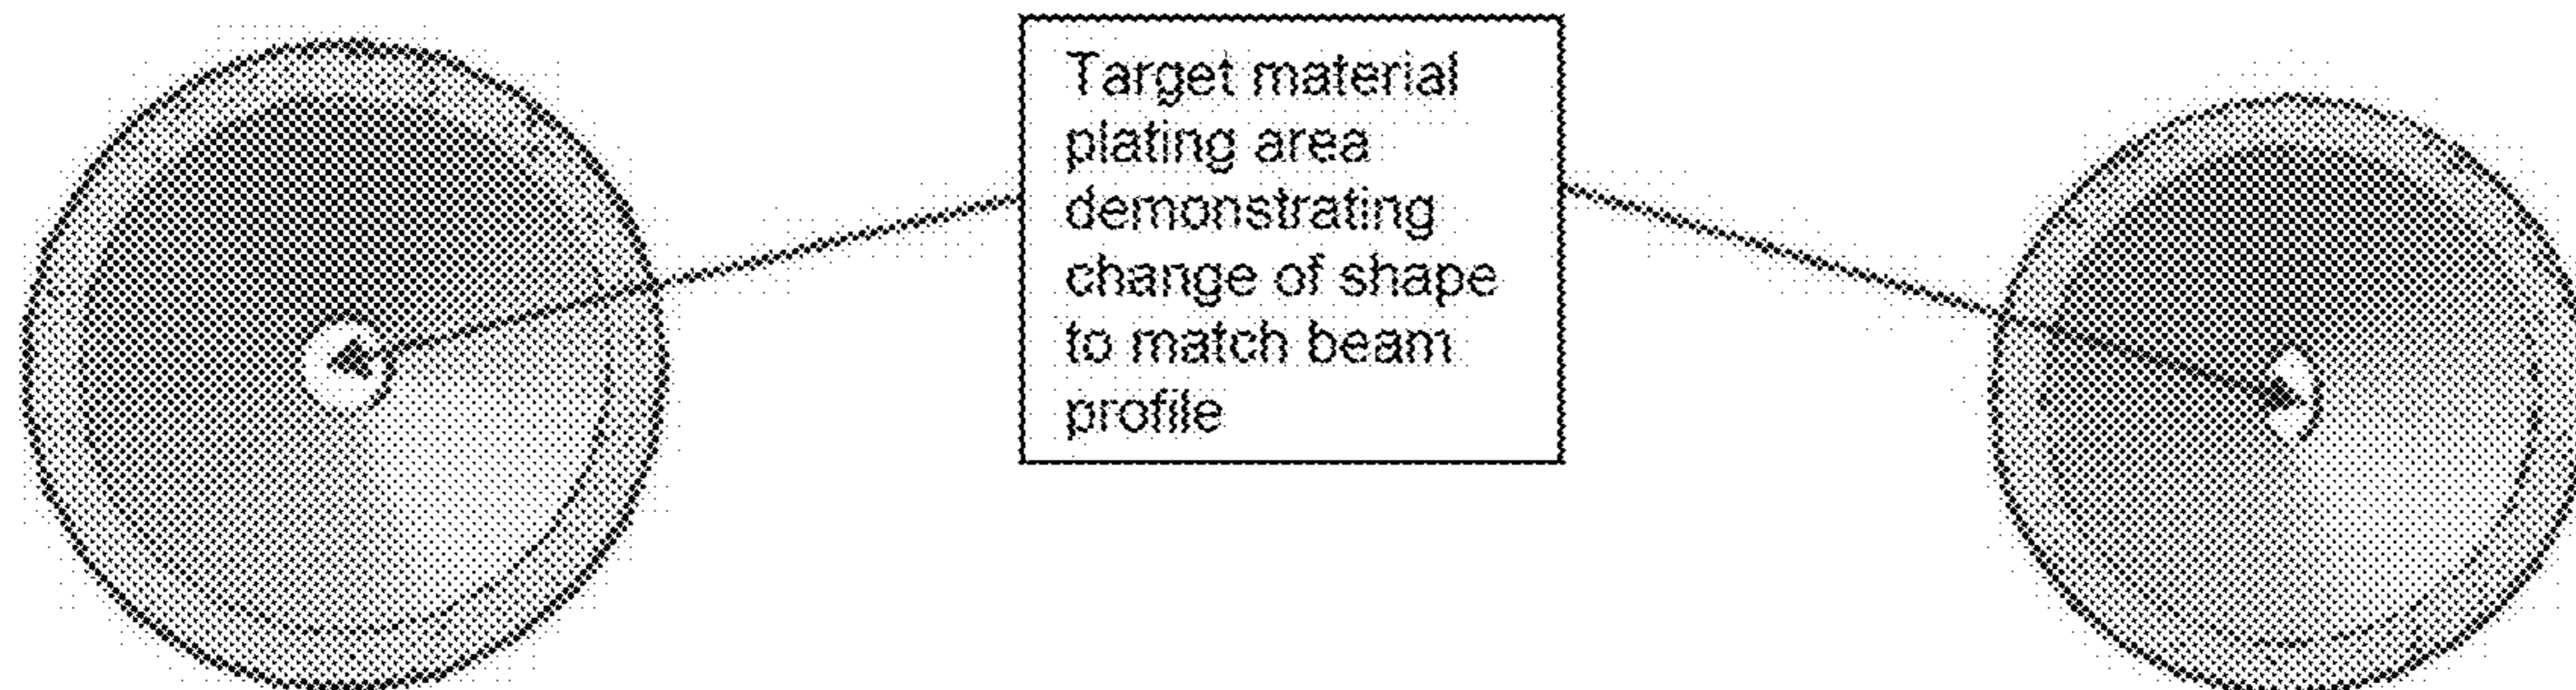 Target material
plating area
demonstrating
change of shape
to match beam
profile